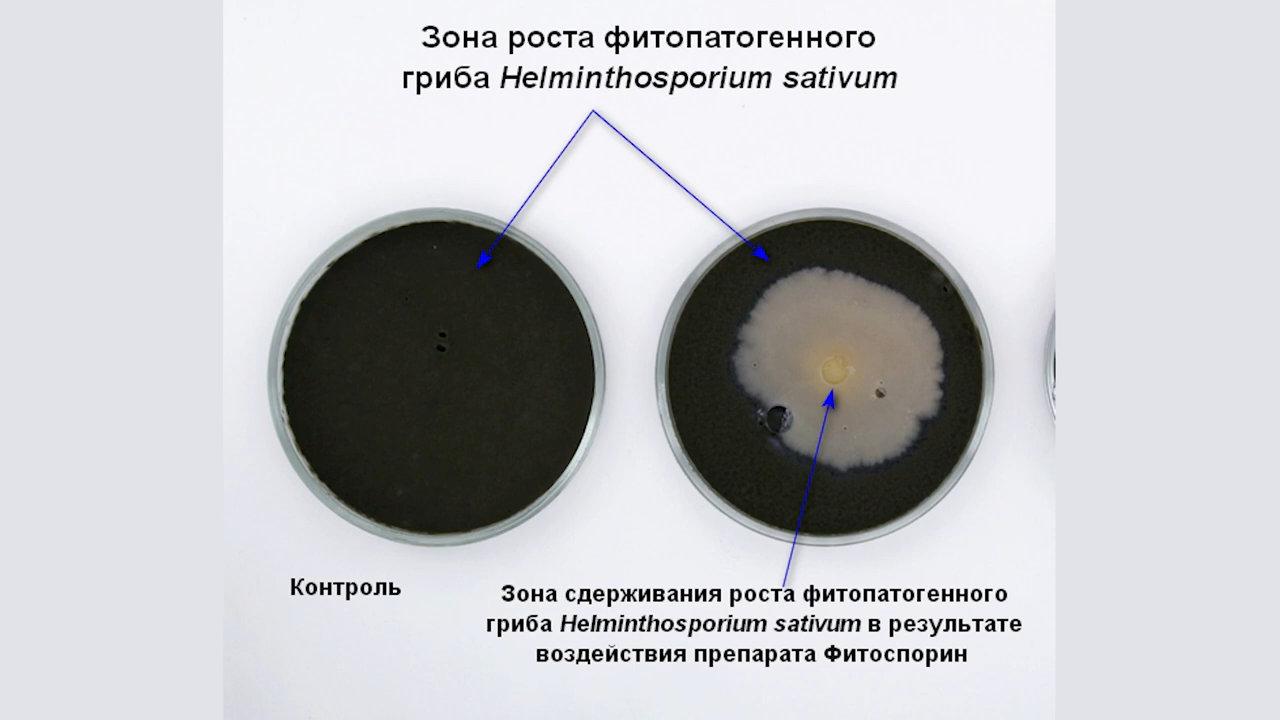 Зона роста фитопатогенного
гриба Helminthosporium sativum
Контроль
Зона сдерживания роста фитопатогенного
гриба Helminthosporium sativum в результате
воздействия препарата Фитоспорин